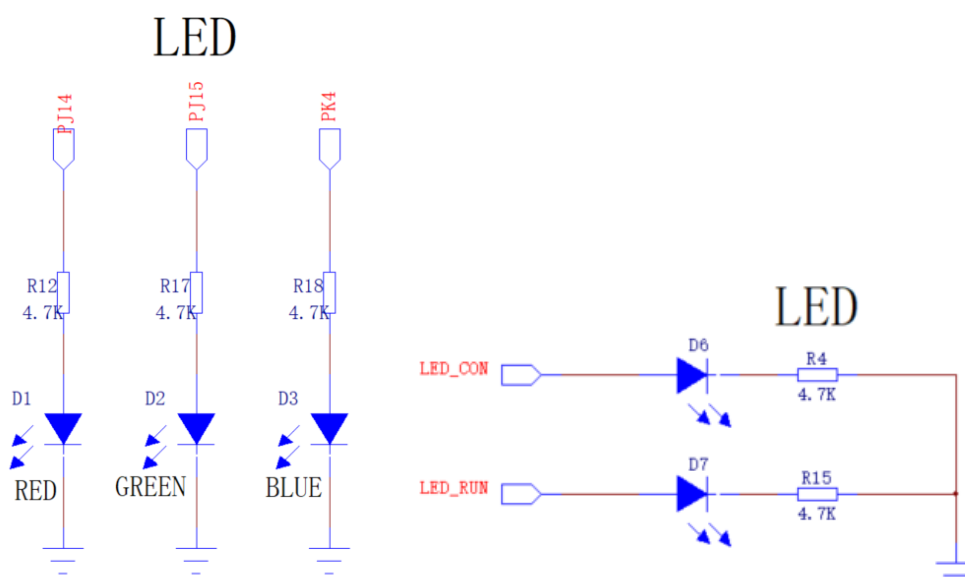 LED
PJ14
PJ15
PK4
R12
4.7K
R17
4.7K
R18
4.7K
D1
D2
D3
RED
GREEN
BLUE
LED
LED_CON
D6
R4
4.7K
LED_RUN
D7
R15
4.7K